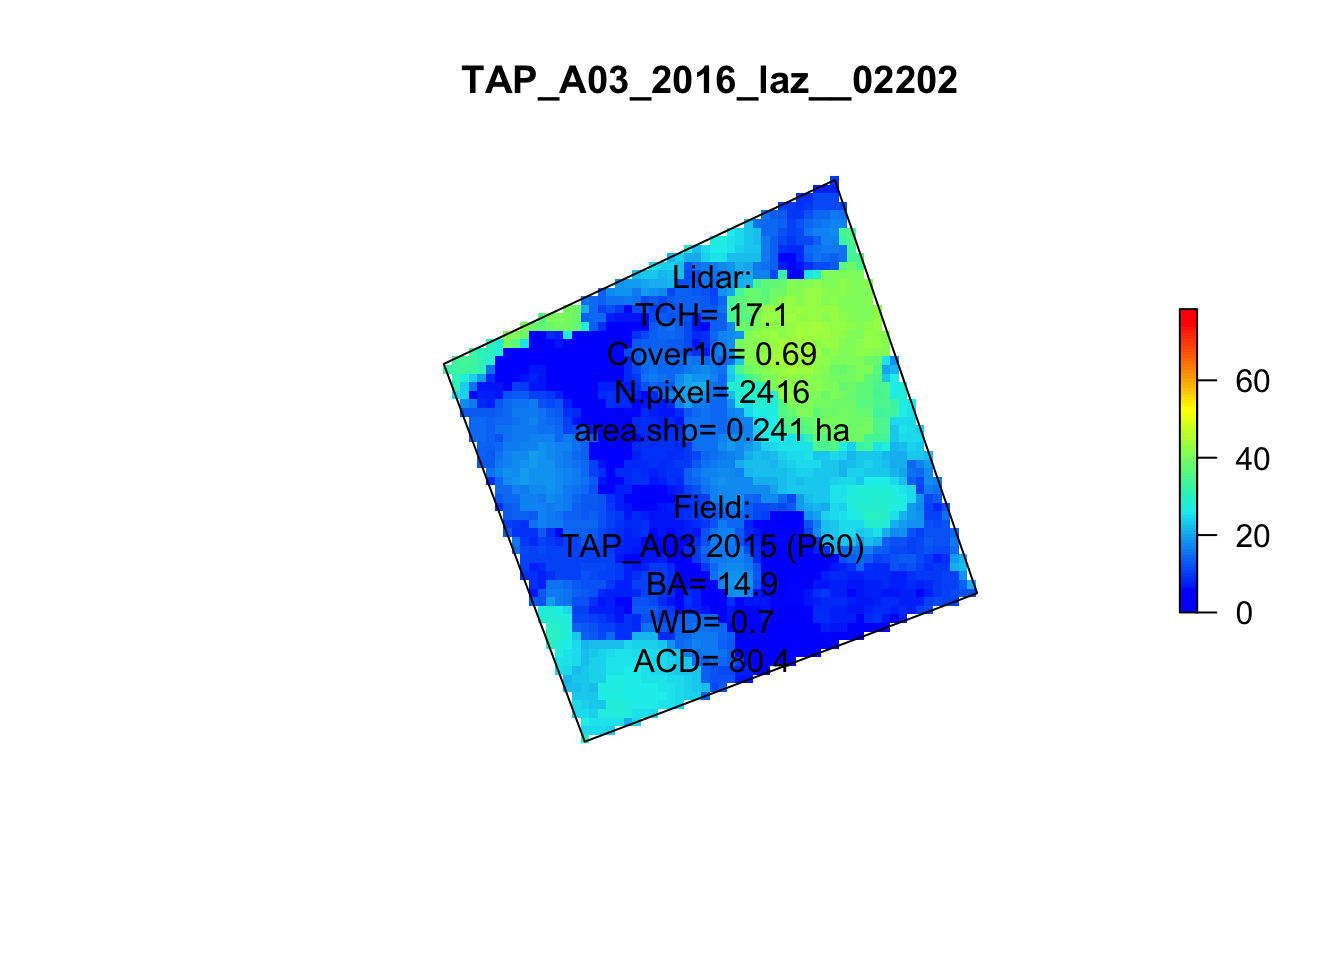 TAP_A03_2016_laz__02202
Lidar:
TCH= 17.1
Cover10= 0.69
N.pixel= 2416
area.shp= 0.241 ha
Field:
TAP_A03 2015 (P60)
BA= 14.9
WD= 0.7
ACD= 80.4
60
40
20
0